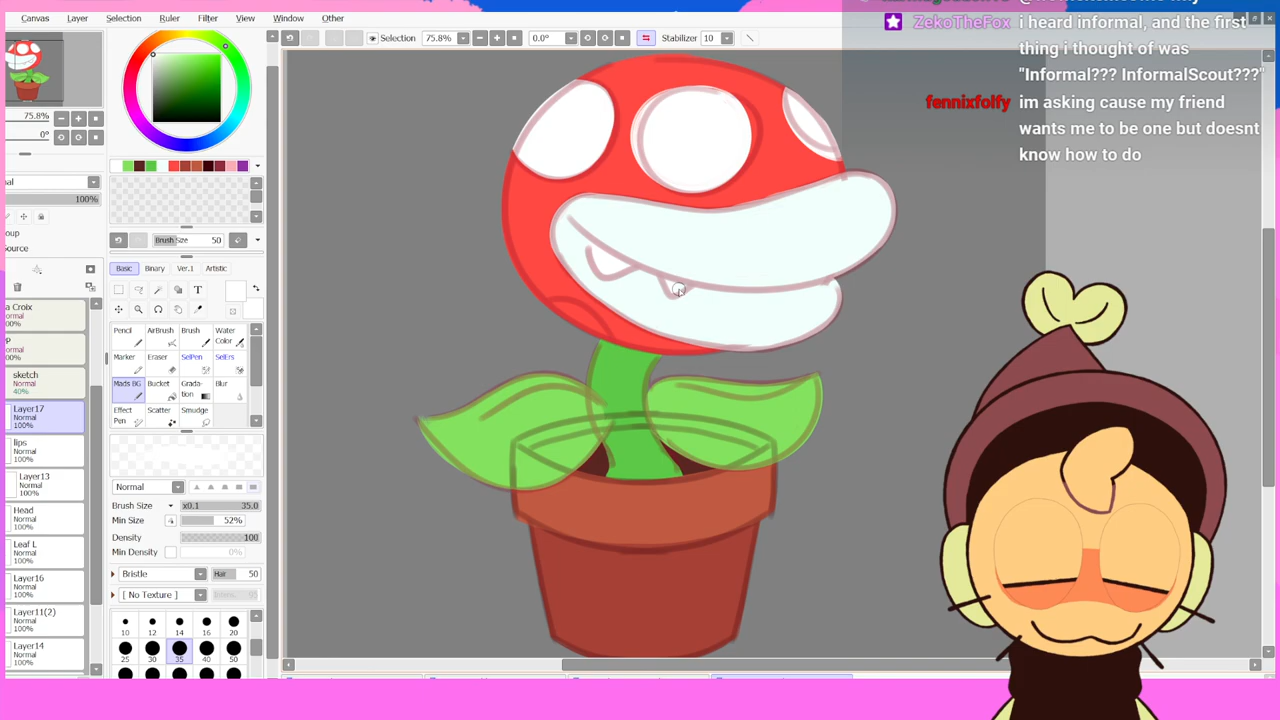 Canvas Layer Selection Ruler Filter View Window Other
ZekoTheFox i heard informal, and the first
thing i thought of was
"Informal??? InformalScout???"
fennixfolfy im asking cause my friend
wants me to be one but doesnt
know how to do
Selection 75.8% 0.0° Stabilizer 10
75.8%
0°
100%
Source
Brush Size 50
Basic Binary Ver.1 Artistic
T
Pencil AirBrush Brush Water Color
Marker Eraser SelPen SelErs
Mads BG Bucket Grada-tion Blur
Effect Pen Scatter Smudge
a Croix
Normal
Normal
sketch
Normal
40%
Layer17
Normal
100%
lips
Normal
100%
Layer13
Normal
100%
Head
Normal
100%
Leaf L
Normal
100%
Layer16
Normal
100%
Layer11(2)
Normal
100%
Layer14
Normal
100%
Normal
Brush Size x0.1 35.0
Min Size 52%
Density 100
Min Density 0%
Bristle Hair 50
[ No Texture ]
10 12 14 16 20
25 30 35 40 50